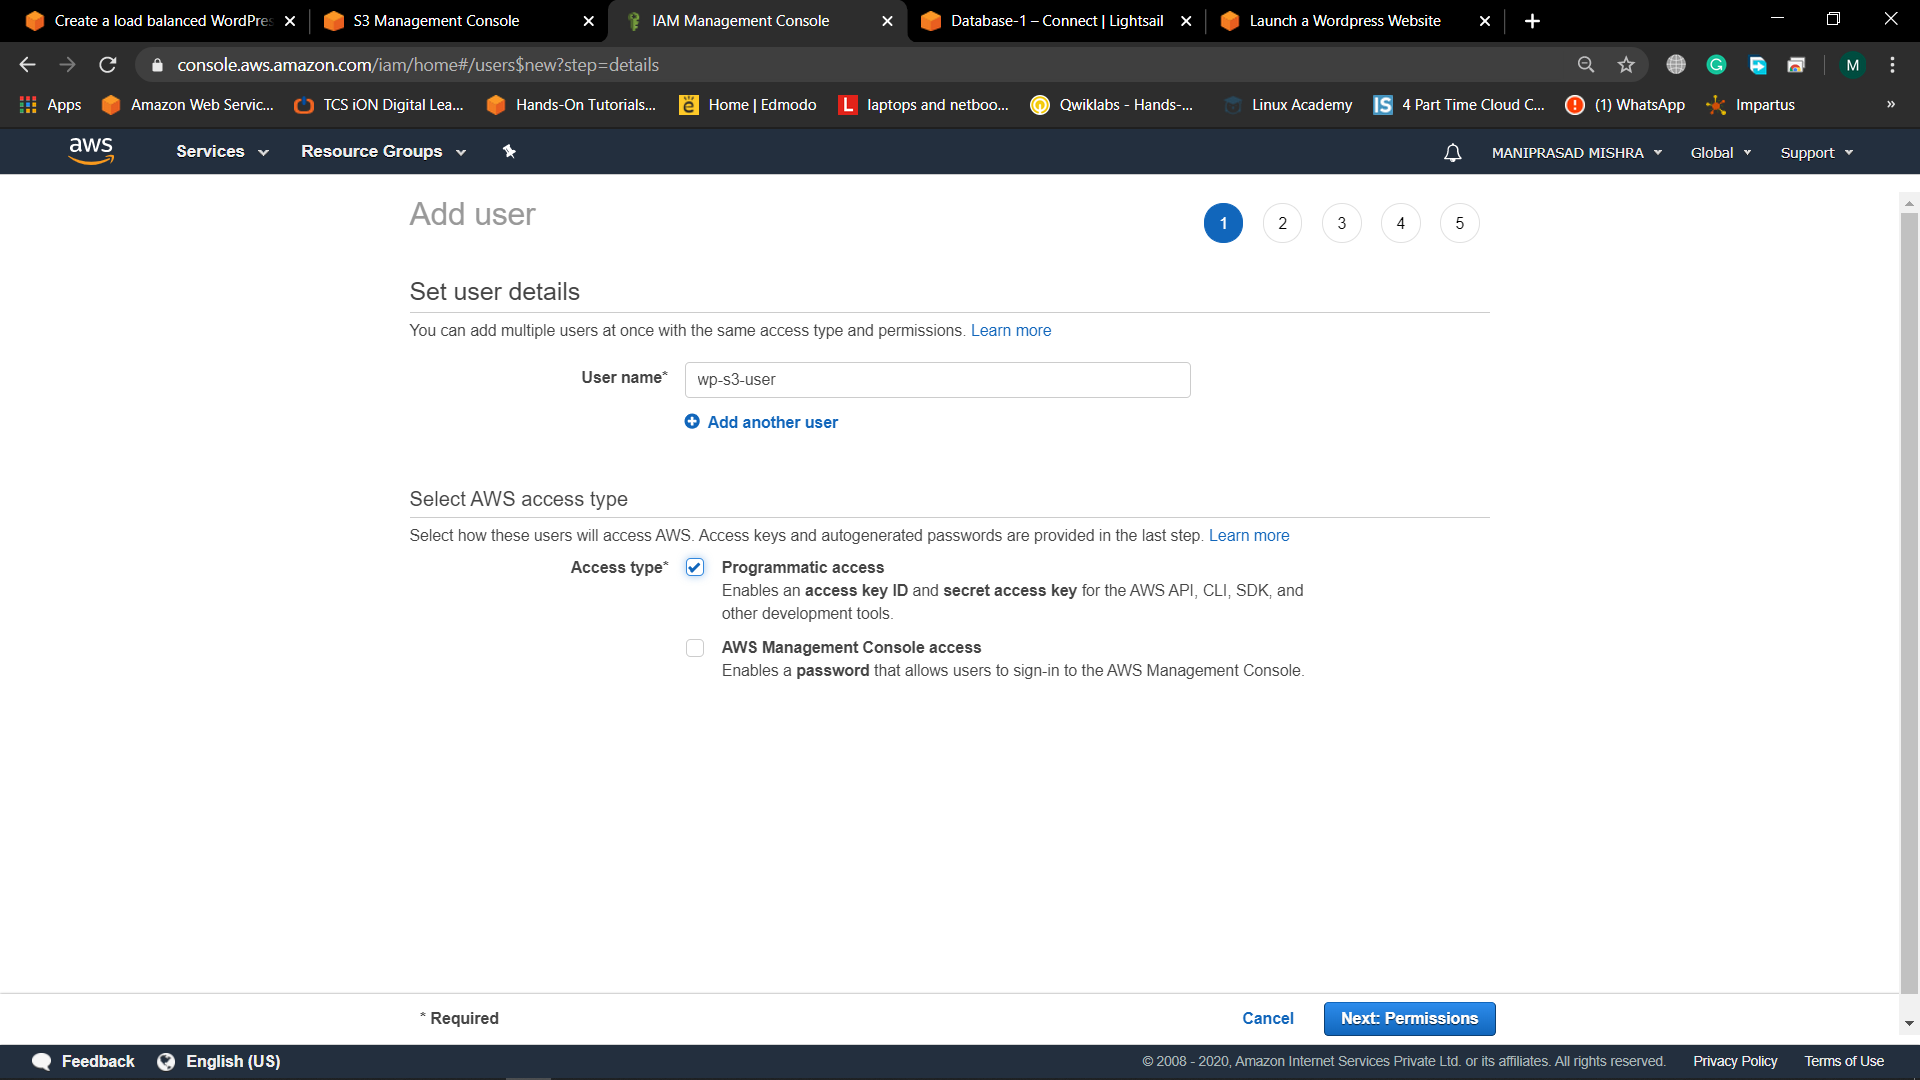 Create a load balanced WordPres
S3 Management Console
IAM Management Console
Database-1 – Connect | Lightsail
Launch a Wordpress Website
console.aws.amazon.com/iam/home#/users$new?step=details
M
Apps
Amazon Web Servic...
TCS iON Digital Lea...
Hands-On Tutorials...
Home | Edmodo
laptops and netboo...
Qwiklabs - Hands-...
Linux Academy
4 Part Time Cloud C...
(1) WhatsApp
Impartus
»
aws
Services
Resource Groups
MANIPRASAD MISHRA
Global
Support
Add user
1
2
3
4
5
Set user details
You can add multiple users at once with the same access type and permissions. Learn more
User name*
wp-s3-user
Add another user
Select AWS access type
Select how these users will access AWS. Access keys and autogenerated passwords are provided in the last step. Learn more
Access type*
Programmatic access
Enables an access key ID and secret access key for the AWS API, CLI, SDK, and
other development tools.
AWS Management Console access
Enables a password that allows users to sign-in to the AWS Management Console.
* Required
Cancel
Next: Permissions
Feedback
English (US)
© 2008 - 2020, Amazon Internet Services Private Ltd. or its affiliates. All rights reserved.
Privacy Policy
Terms of Use